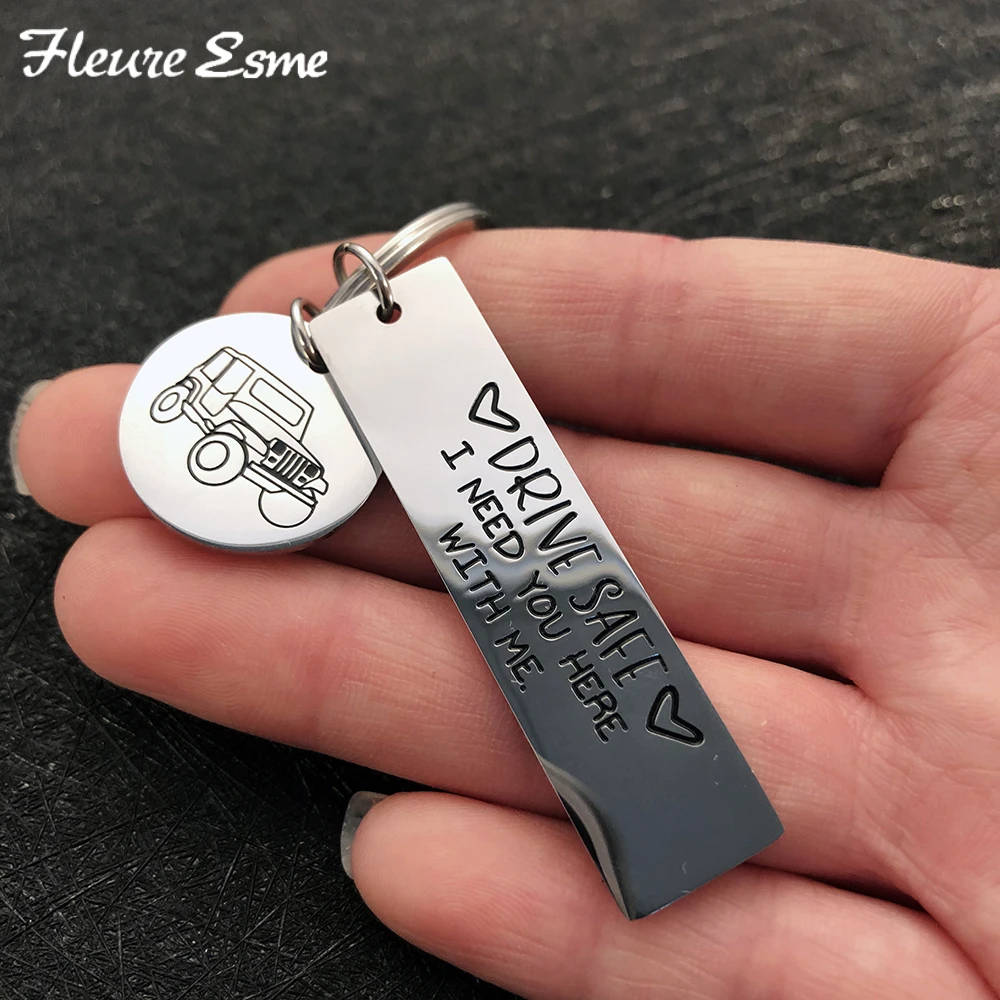 Fleure Esme
DRIVE SAFE
I NEED YOU HERE
WITH ME.